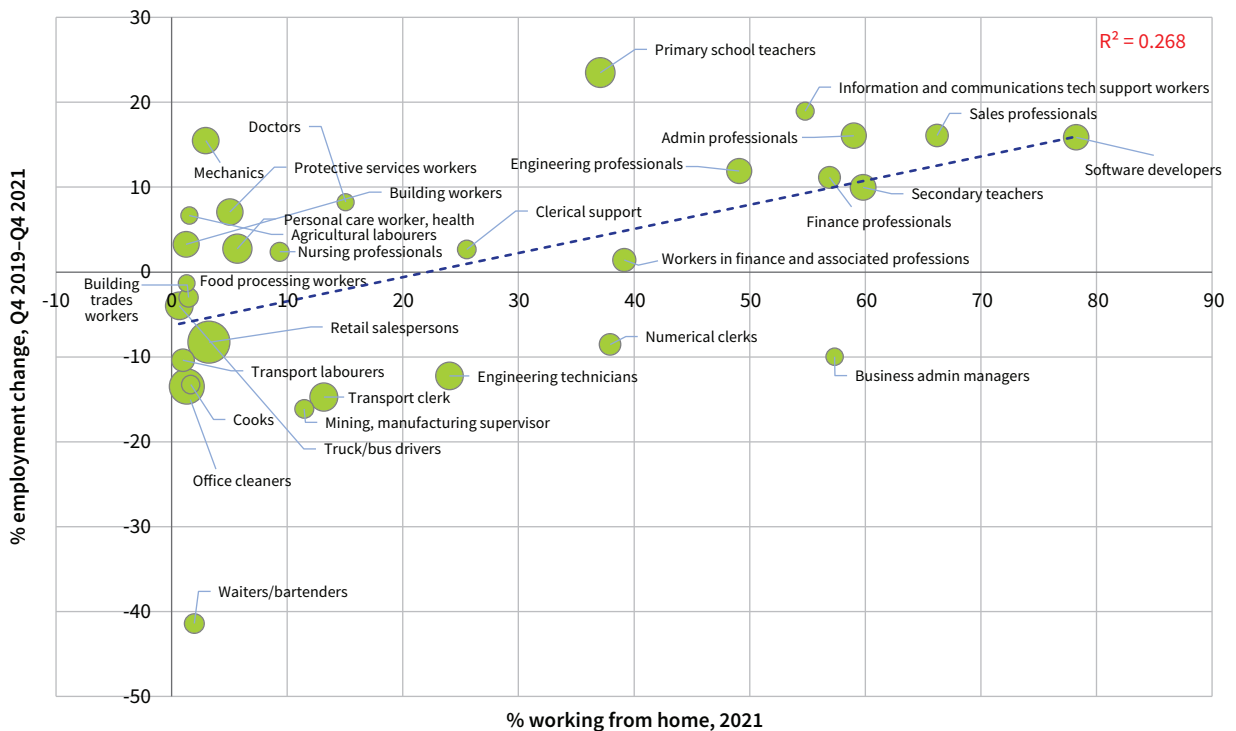 30
R² = 0.268
Primary school teachers
Information and communications tech support workers
20
Sales professionals
Doctors
Admin professionals
Engineering professionals
Mechanics
Protective services workers
Software developers
10
Building workers
Secondary teachers
Clerical support
Finance professionals
Personal care worker, health
Agricultural labourers
Nursing professionals
Workers in finance and associated professions
0
Food processing workers
Building
trades
workers
-10 0 10 20 30 40 50 60 70 80 90
Retail salespersons
Numerical clerks
-10
Transport labourers
Engineering technicians
Business admin managers
Transport clerk
Cooks
Mining, manufacturing supervisor
-20
Truck/bus drivers
Office cleaners
-30
Waiters/bartenders
-40
-50
% employment change, Q4 2019–Q4 2021
% working from home, 2021